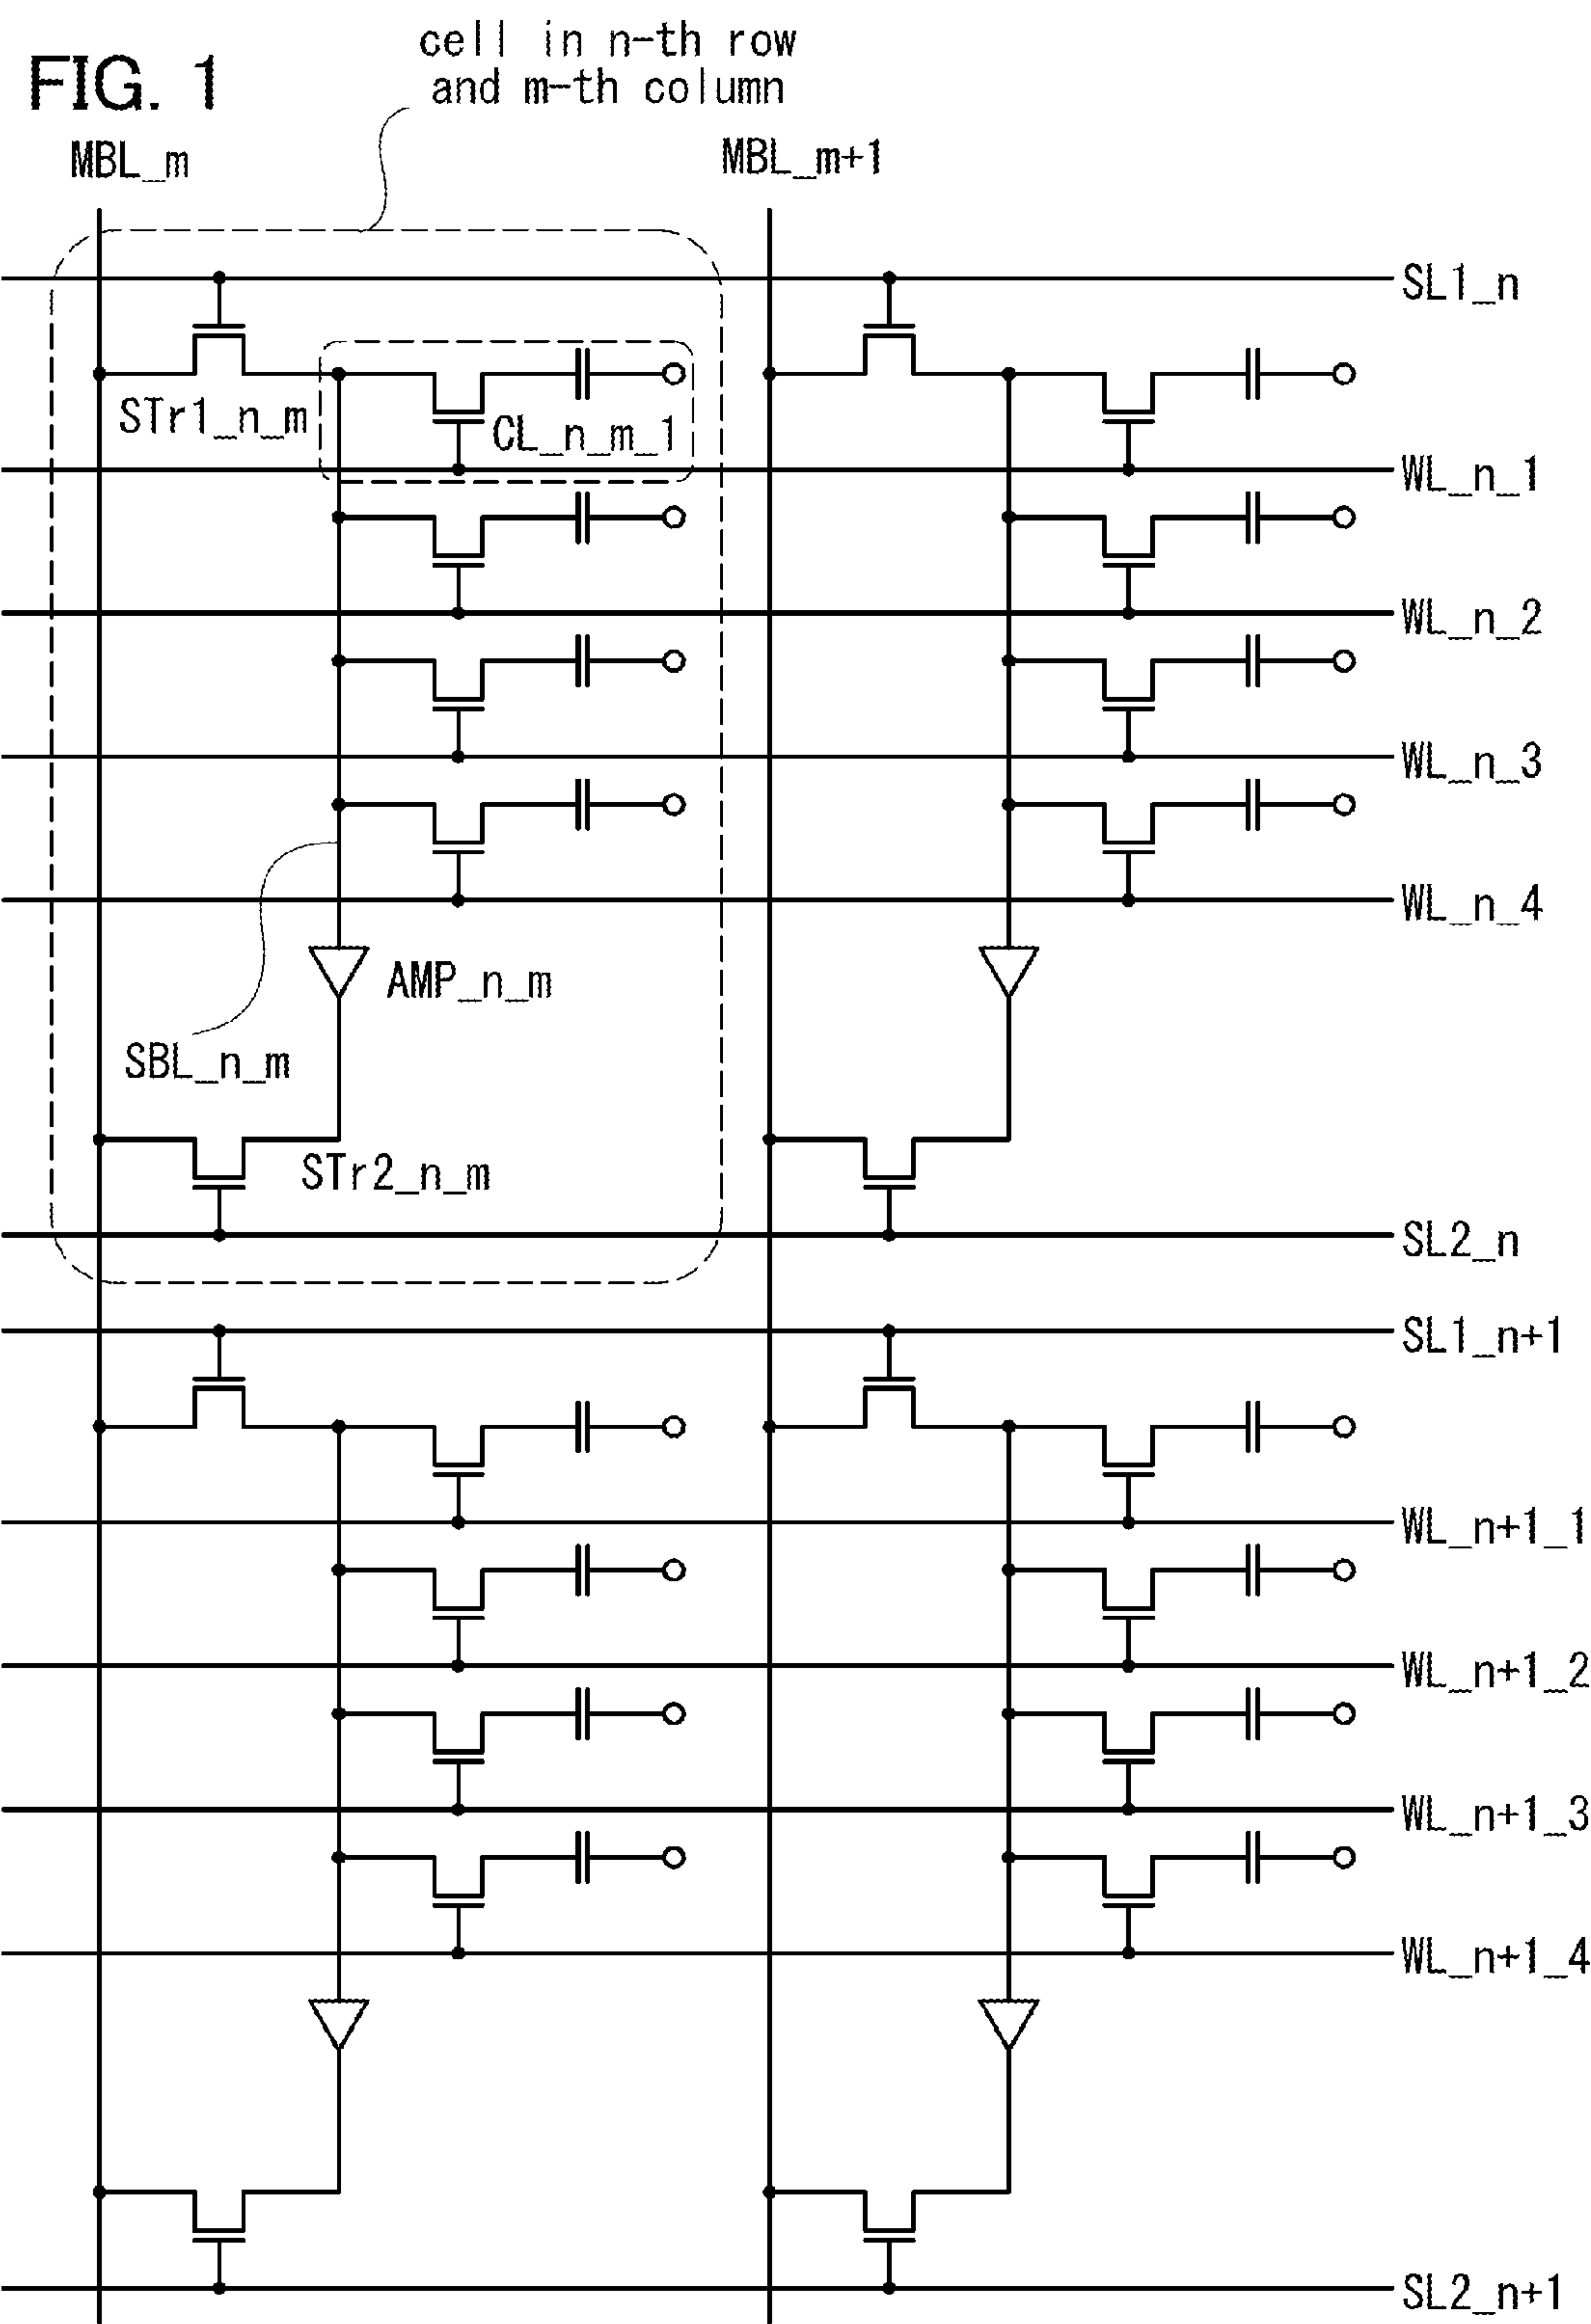 FIG. 1
cell in n-th row
and m-th column
MBL_m
MBL_m+1
SL1_n
STr1_n_m
CL_n_m_1
WL_n_1
WL_n_2
WL_n_3
WL_n_4
AMP_n_m
SBL_n_m
STr2_n_m
SL2_n
SL1_n+1
WL_n+1_1
WL_n+1_2
WL_n+1_3
WL_n+1_4
SL2_n+1